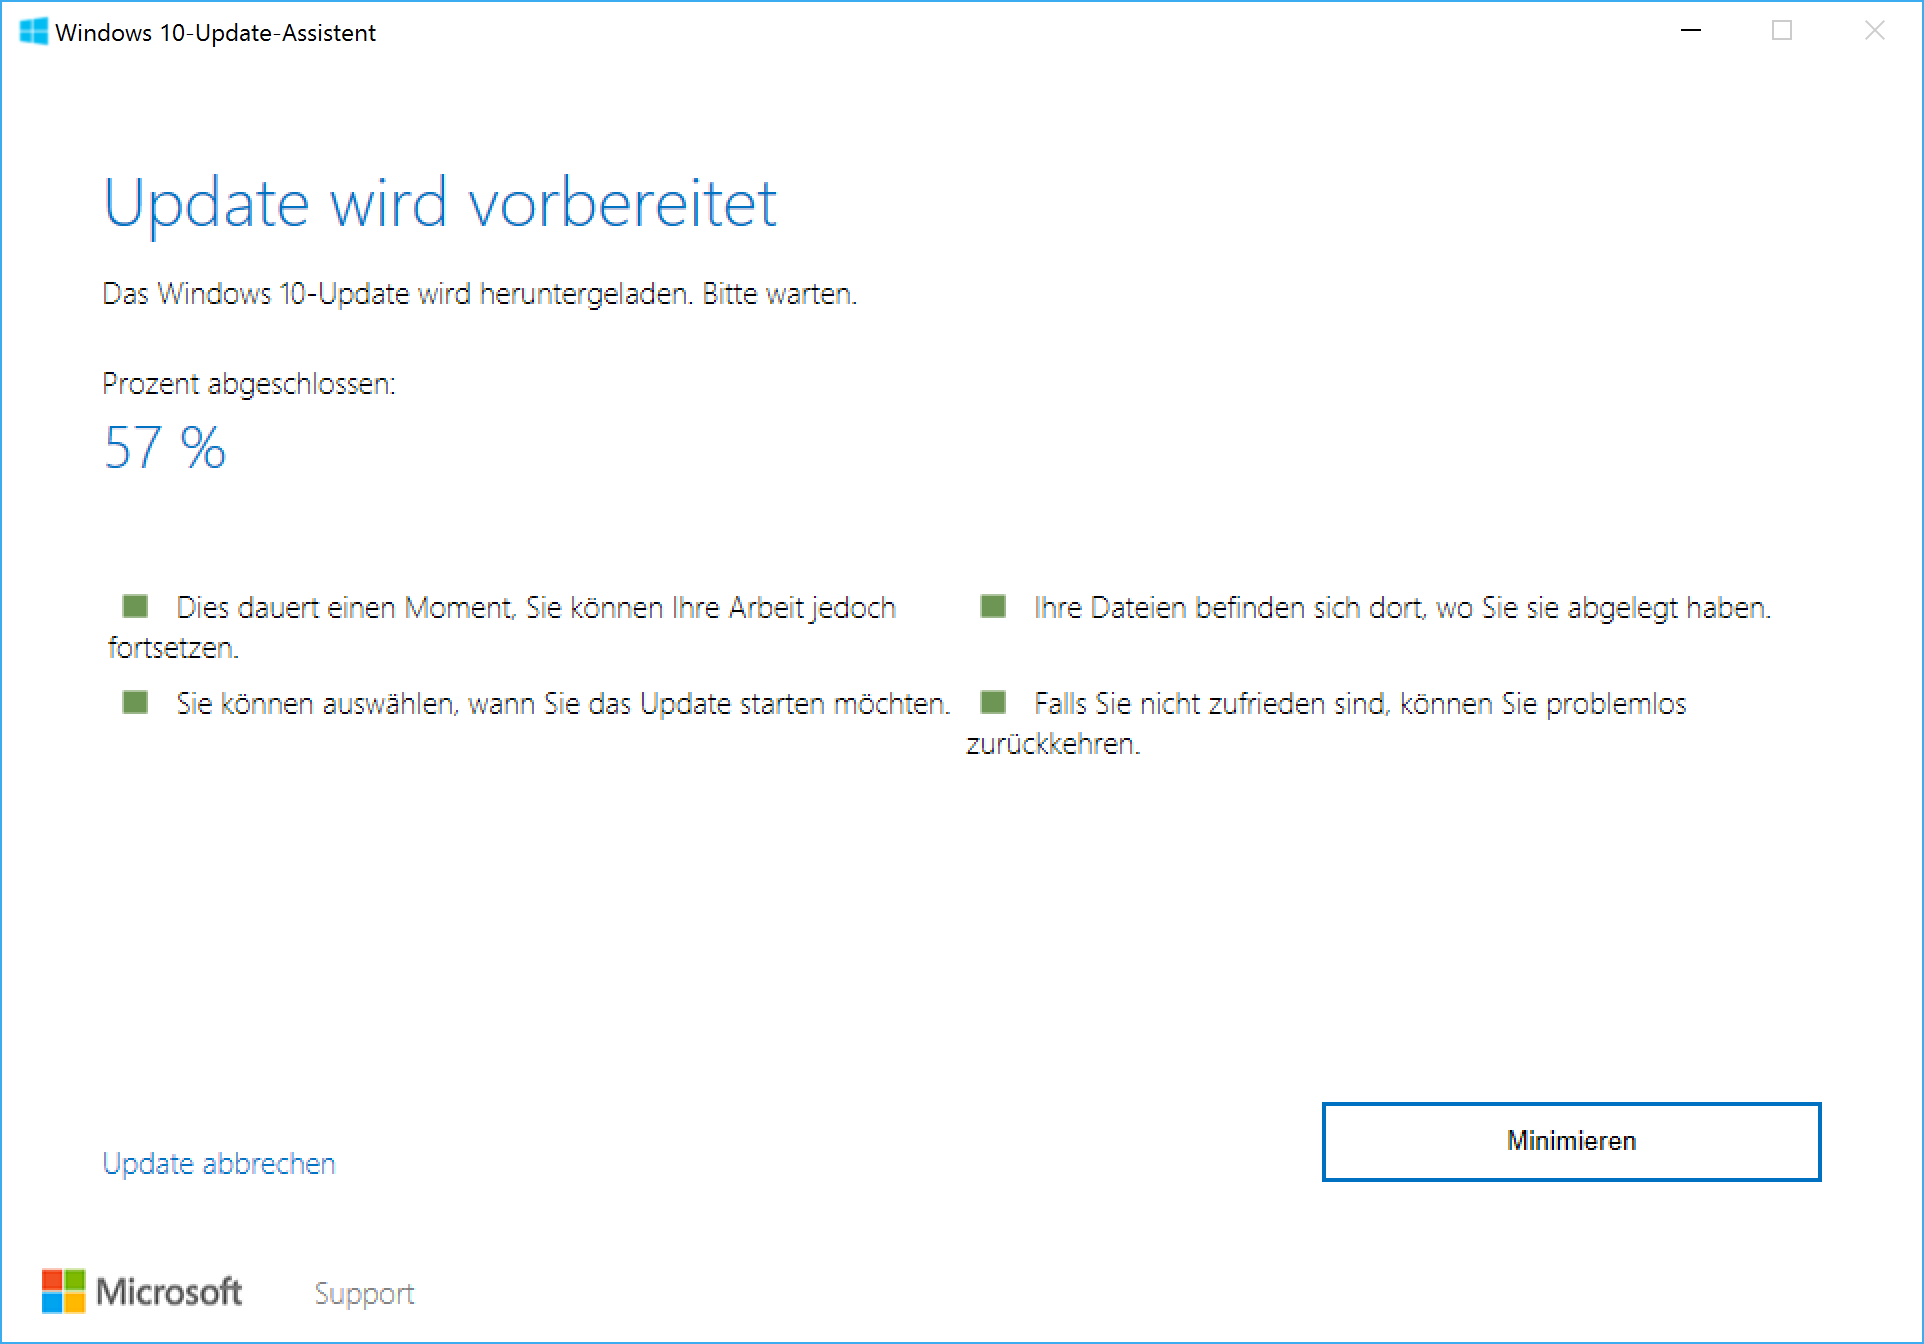 Windows 10-Update-Assistent
Update wird vorbereitet
Das Windows 10-Update wird heruntergeladen. Bitte warten.
Prozent abgeschlossen:
57 %
Dies dauert einen Moment, Sie können Ihre Arbeit jedoch
fortsetzen.
Ihre Dateien befinden sich dort, wo Sie sie abgelegt haben.
Sie können auswählen, wann Sie das Update starten möchten.
Falls Sie nicht zufrieden sind, können Sie problemlos
zurückkehren.
Minimieren
Update abbrechen
Microsoft
Support